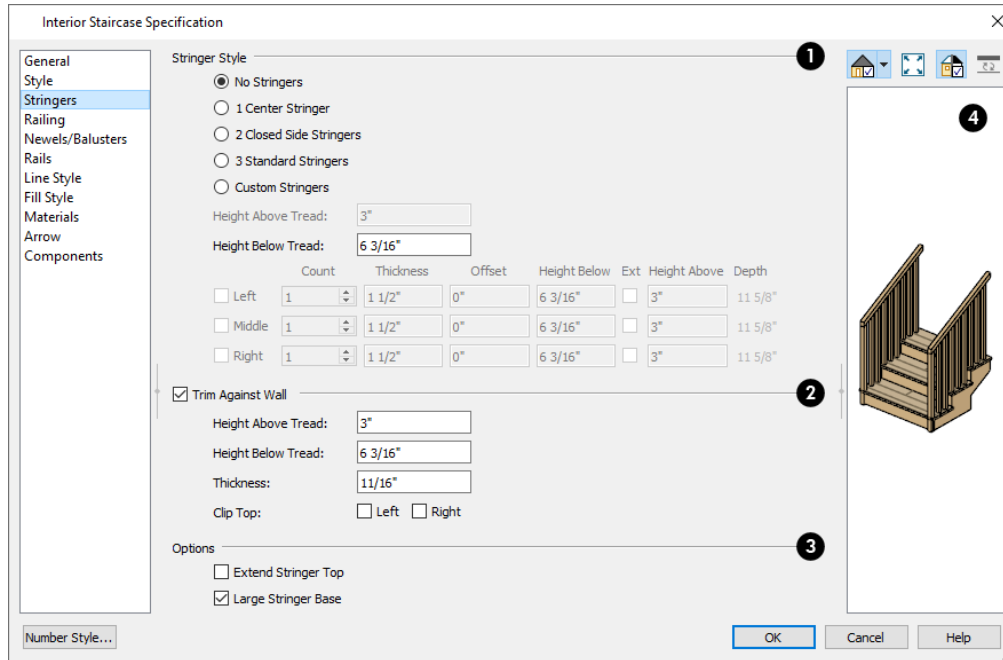 Interior Staircase Specification
General
Style
Stringers
Railing
Newels/Balusters
Rails
Line Style
Fill Style
Materials
Arrow
Components
Stringer Style
1
No Stringers
1 Center Stringer
2 Closed Side Stringers
3 Standard Stringers
Custom Stringers
Height Above Tread: 3"
Height Below Tread: 6 3/16"
Count Thickness Offset Height Below Ext Height Above Depth
Left 1 1 1/2" 0" 6 3/16" 3" 11 5/8"
Middle 1 1 1/2" 0" 6 3/16" 3" 11 5/8"
Right 1 1 1/2" 0" 6 3/16" 3" 11 5/8"
Trim Against Wall
2
Height Above Tread: 3"
Height Below Tread: 6 3/16"
Thickness: 11/16"
Clip Top: Left Right
Options
3
Extend Stringer Top
Large Stringer Base
4
Number Style...
OK
Cancel
Help